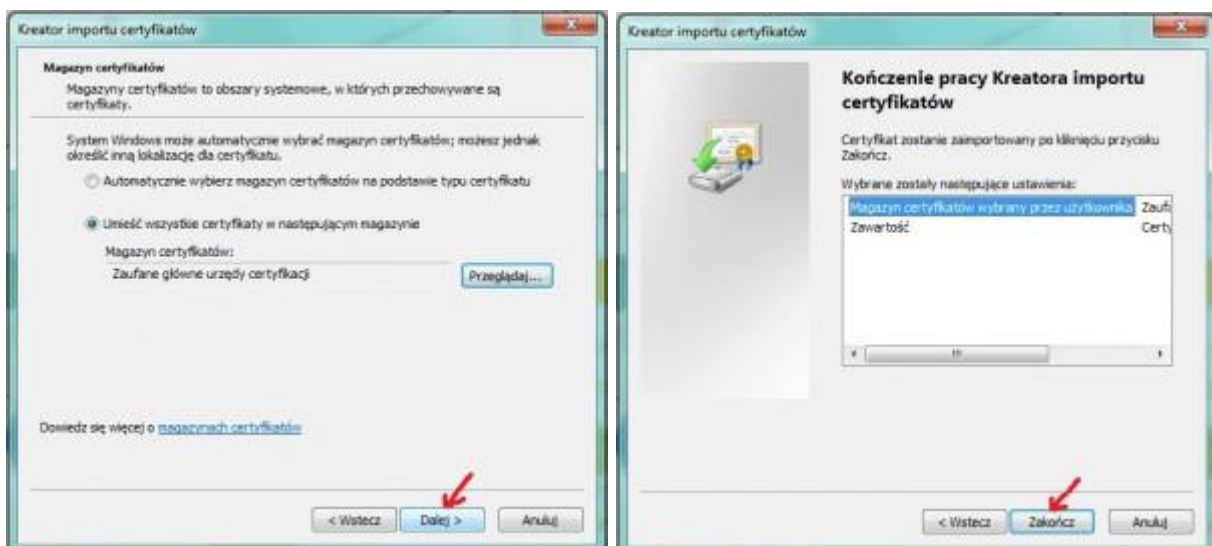 Kreator importu certyfikatów
Magazyn certyfikatów
Magazyny certyfikatów to obszary systemowe, w których przechowywane są
certyfikaty.
System Windows może automatycznie wybrać magazyn certyfikatów; możesz jednak
określić inną lokalizację dla certyfikatu.
Automatycznie wybierz magazyn certyfikatów na podstawie typu certyfikatu
Umieść wszystkie certyfikaty w następującym magazynie
Magazyn certyfikatów:
Zaufane główne urzędy certyfikacji
Przeglądaj...
Dowiedz się więcej o magazynach certyfikatów
< Wstecz
Dalej >
Anuluj
Kreator importu certyfikatów
Kończenie pracy Kreatora importu
certyfikatów
Certyfikat zostanie zaimportowany po kliknięciu przycisku
Zakończ.
Wybrane zostały następujące ustawienia:
Magazyn certyfikatów wybrany przez użytkownika Zaufa
Zawartość Certy
< Wstecz
Zakończ
Anuluj